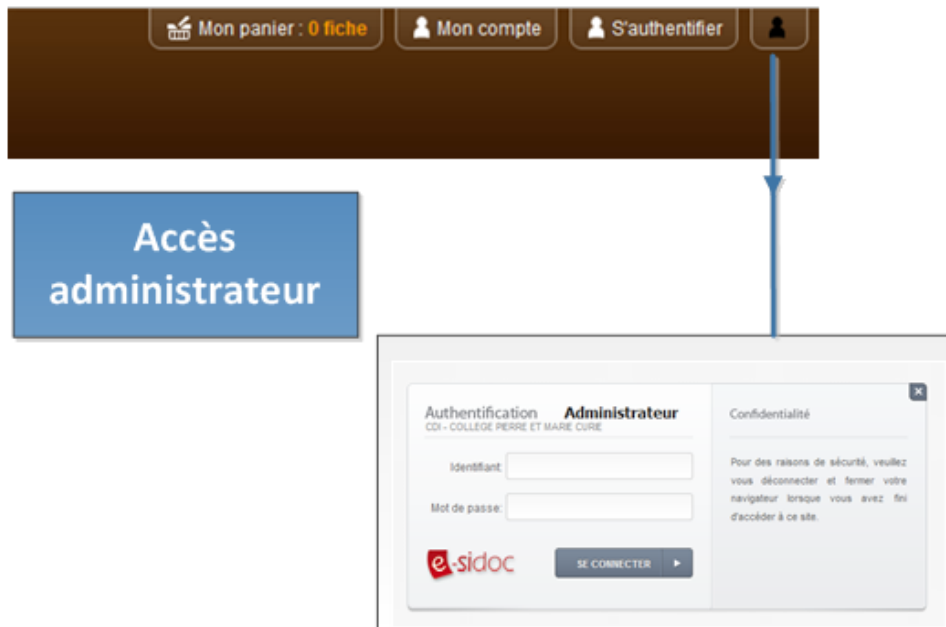 Mon panier : 0 fiche
Mon compte
S'authentifier
Accès
administrateur
Authentification Administrateur
CDI - COLLEGE PIERRE ET MARIE CURIE
Identifiant:
Mot de passe:
e-sidoc
SE CONNECTER
Confidentialité
Pour des raisons de sécurité, veuillez
vous déconnecter et fermer votre
navigateur lorsque vous avez fini
d'accéder à ce site.